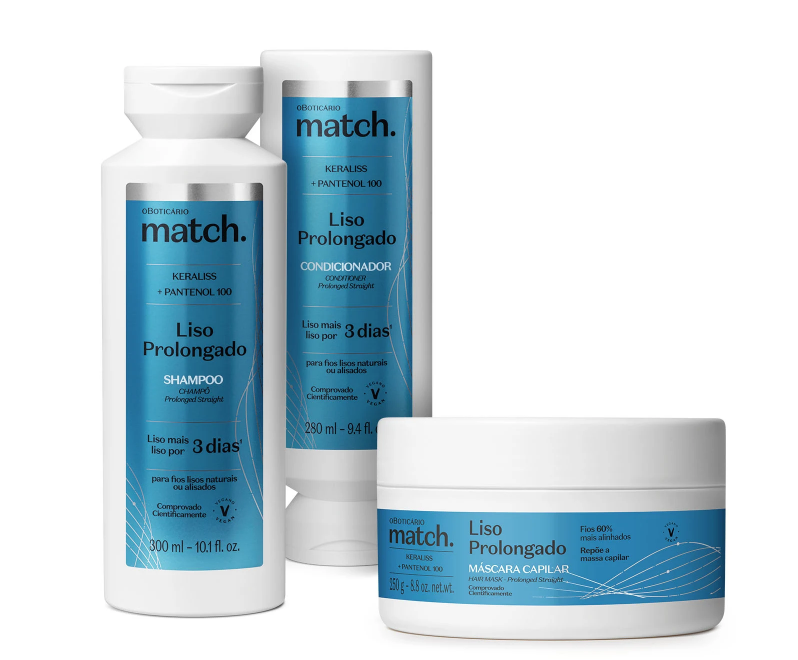 oBOTICÁRIO
match.
KERALISS
+ PANTENOL 100
Liso
Prolongado
SHAMPOO
CHAMPÔ
Prolonged Straight
Liso mais
liso por 3 dias¹
para fios lisos naturais
ou alisados
Comprovado
Cientificamente
VEGANO
V
VEGAN
300 ml – 10.1 fl. oz.
oBOTICÁRIO
match.
KERALISS
+ PANTENOL 100
Liso
Prolongado
CONDICIONADOR
CONDITIONER
Prolonged Straight
Liso mais
liso por 3 dias¹
para fios lisos naturais
ou alisados
Comprovado
Cientificamente
VEGANO
V
VEGAN
280 ml – 9.4 fl.
oBOTICÁRIO
match.
KERALISS
+ PANTENOL 100
250 g - 8.8 oz. net.wt.
Liso
Prolongado
MÁSCARA CAPILAR
HAIR MASK - Prolonged Straight
Comprovado
Cientificamente
Fios 60%
mais alinhados
Repõe a
massa capilar
V